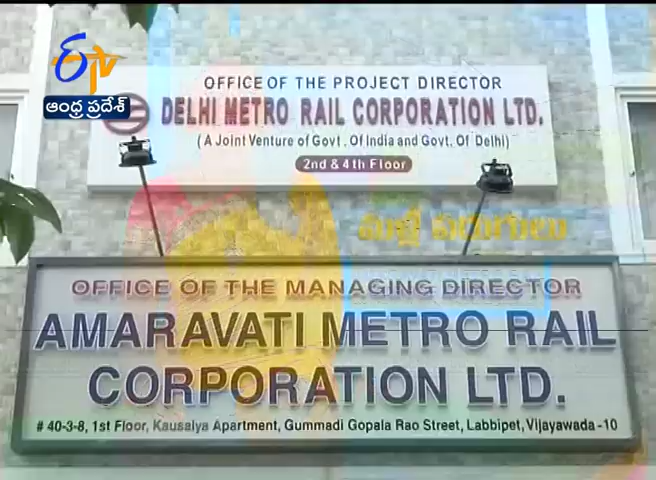 etv
ఆంధ్ర ప్రదేశ్
OFFICE OF THE PROJECT DIRECTOR
DELHI METRO RAIL CORPORATION LTD.
(A Joint Venture of Govt. Of India and Govt. Of Delhi)
2nd & 4th Floor
OFFICE OF THE MANAGING DIRECTOR
AMARAVATI METRO RAIL
CORPORATION LTD.
# 40-3-8, 1st Floor, Kausalya Apartment, Gummadi Gopala Rao Street, Labbipet, Vijayawada -10